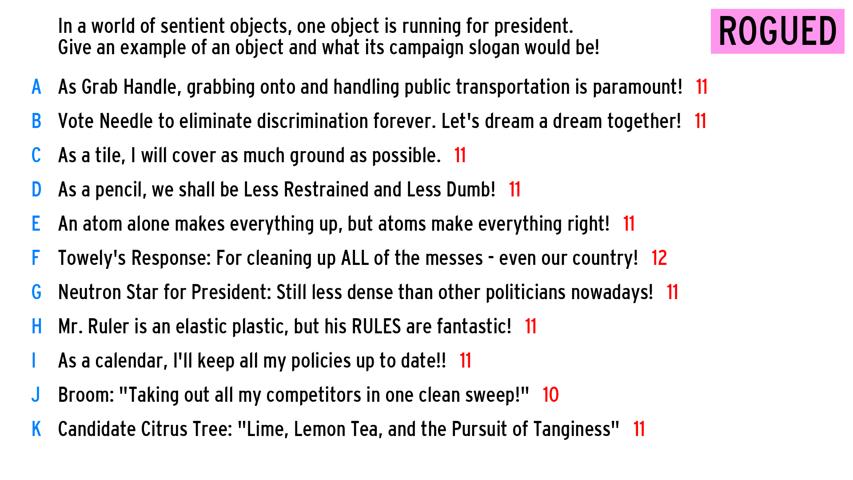 In a world of sentient objects, one object is running for president.
Give an example of an object and what its campaign slogan would be!
ROGUED
A As Grab Handle, grabbing onto and handling public transportation is paramount! 11
B Vote Needle to eliminate discrimination forever. Let's dream a dream together! 11
C As a tile, I will cover as much ground as possible. 11
D As a pencil, we shall be Less Restrained and Less Dumb! 11
E An atom alone makes everything up, but atoms make everything right! 11
F Towely's Response: For cleaning up ALL of the messes - even our country! 12
G Neutron Star for President: Still less dense than other politicians nowadays! 11
H Mr. Ruler is an elastic plastic, but his RULES are fantastic! 11
I As a calendar, I'll keep all my policies up to date!! 11
J Broom: "Taking out all my competitors in one clean sweep!" 10
K Candidate Citrus Tree: "Lime, Lemon Tea, and the Pursuit of Tanginess" 11